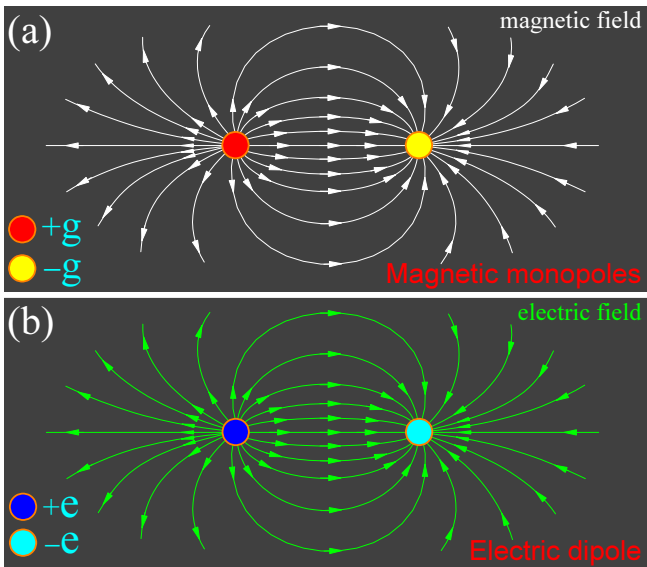 (a)
magnetic field
+g
−g
Magnetic monopoles
(b)
electric field
+e
−e
Electric dipole